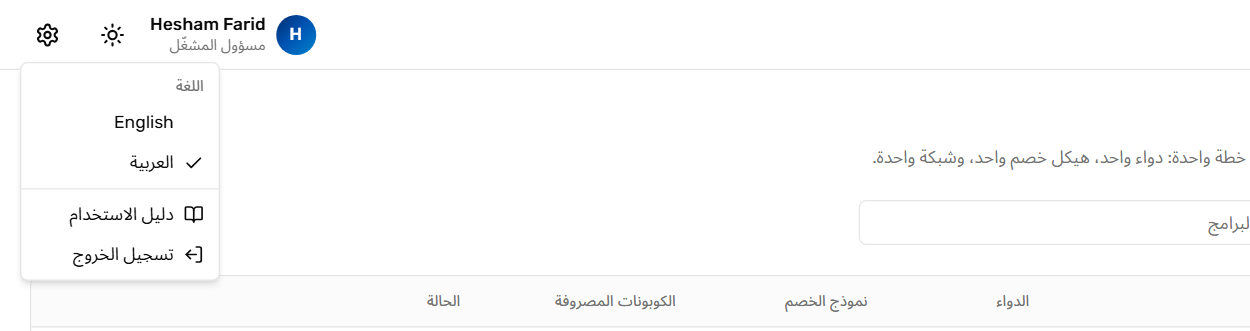 Hesham Farid
H
مسؤول المشغّل
اللغة
English
العربية
دليل الاستخدام
تسجيل الخروج
خطة واحدة: دواء واحد، هيكل خصم واحد، وشبكة واحدة.
لبرامج
الدواء
نموذج الخصم
الكوبونات المصروفة
الحالة